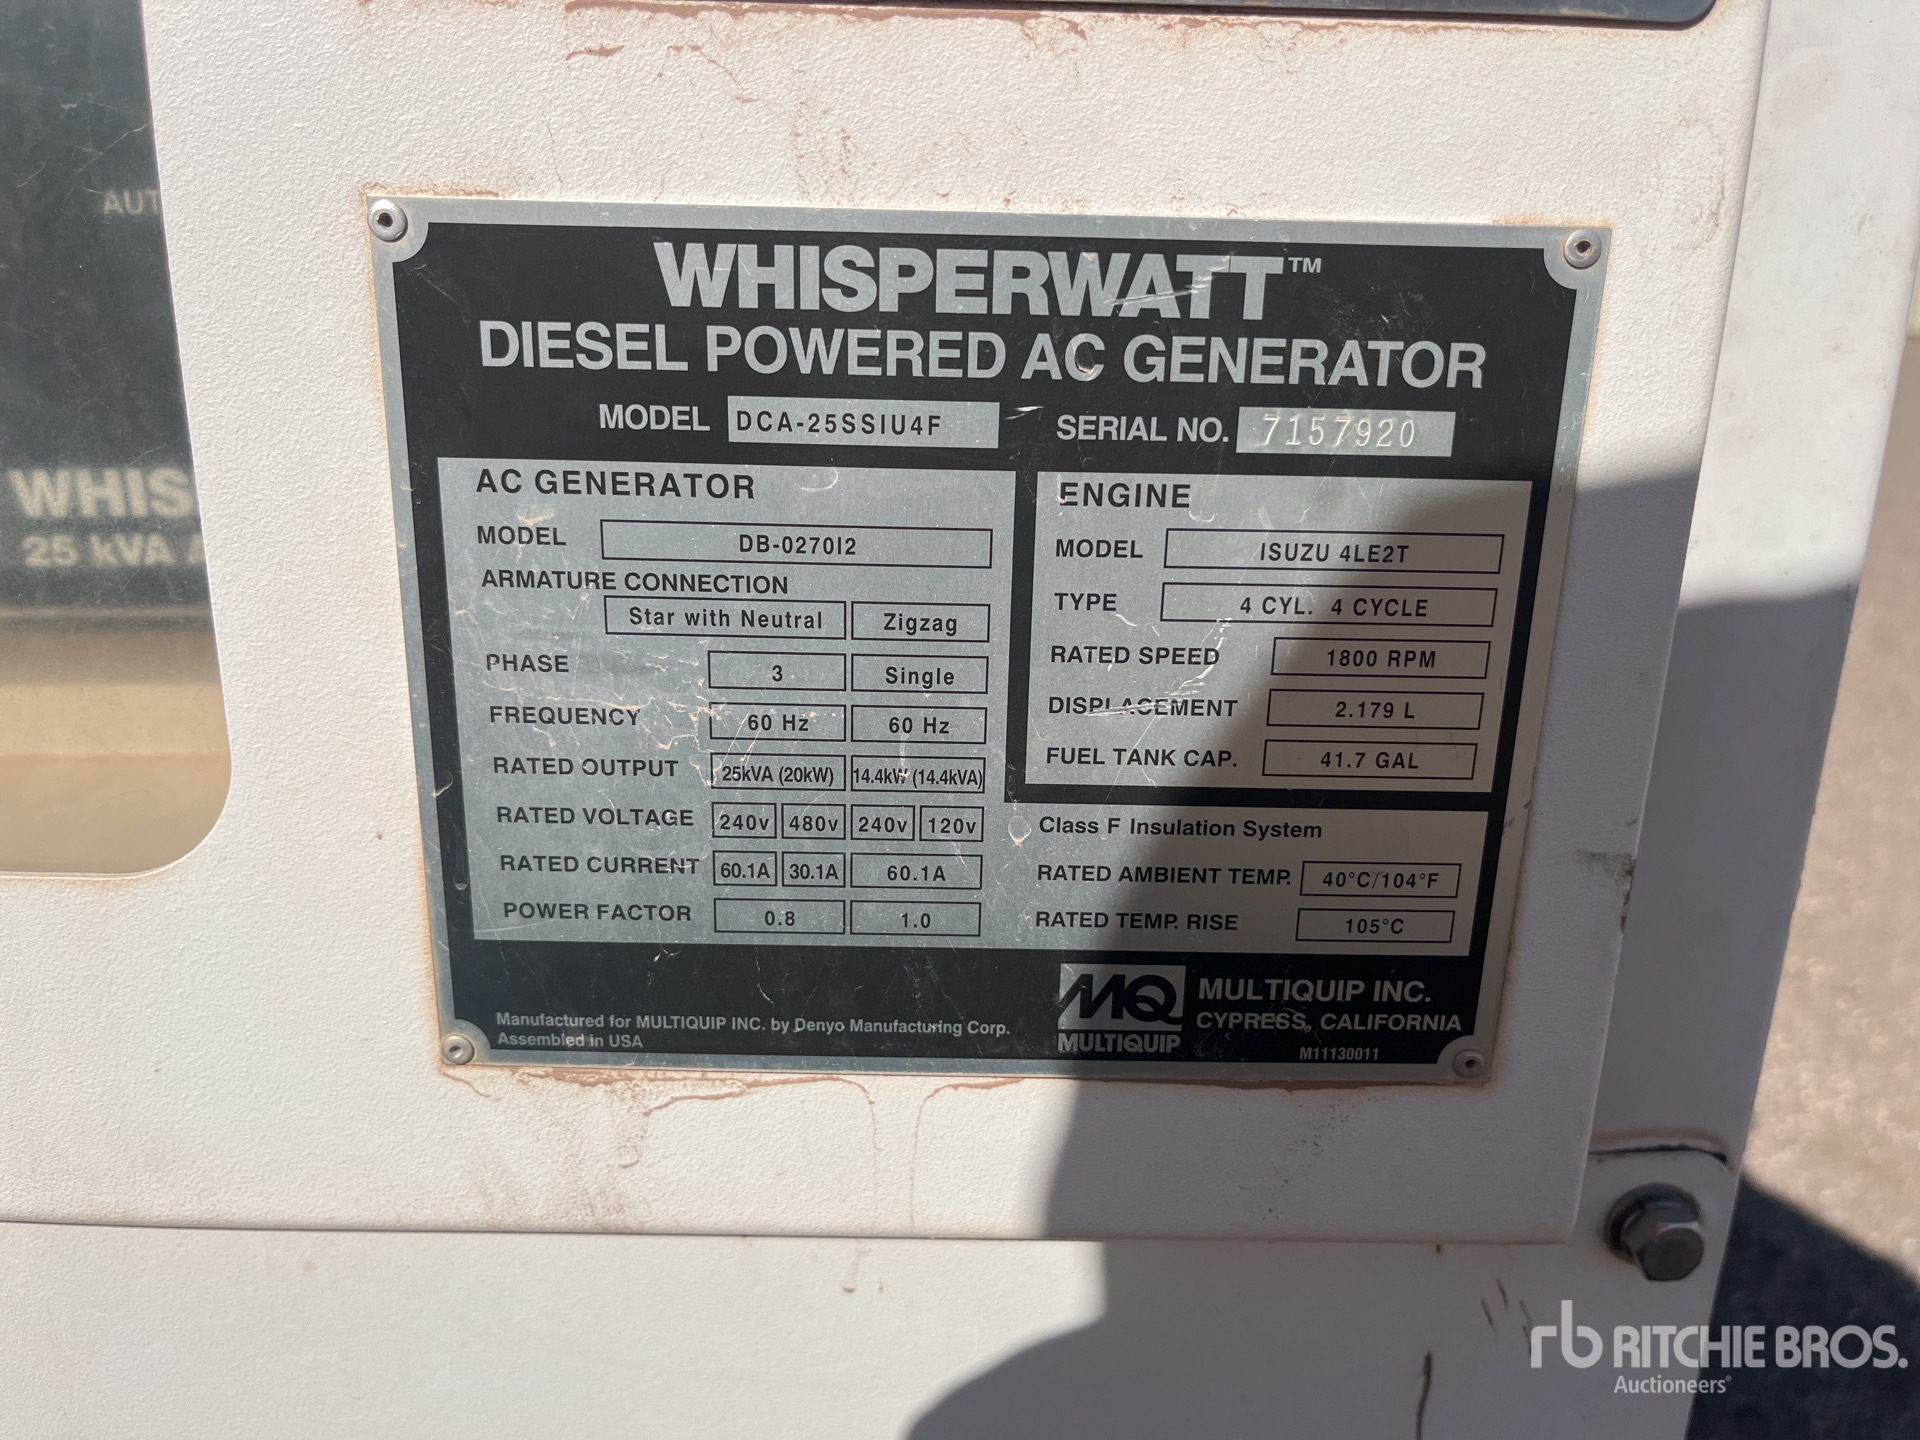 AUT
WHIS
25 kVA A
WHISPERWATT™
DIESEL POWERED AC GENERATOR
MODEL DCA-25SSIU4F SERIAL NO. 7157920
AC GENERATOR
MODEL DB-0270I2
ARMATURE CONNECTION
Star with Neutral Zigzag
PHASE 3 Single
FREQUENCY 60 Hz 60 Hz
RATED OUTPUT 25kVA (20kW) 14.4kW (14.4kVA)
RATED VOLTAGE 240v 480v 240v 120v
RATED CURRENT 60.1A 30.1A 60.1A
POWER FACTOR 0.8 1.0
ENGINE
MODEL ISUZU 4LE2T
TYPE 4 CYL. 4 CYCLE
RATED SPEED 1800 RPM
DISPLACEMENT 2.179 L
FUEL TANK CAP. 41.7 GAL
Class F Insulation System
RATED AMBIENT TEMP. 40°C/104°F
RATED TEMP. RISE 105°C
Manufactured for MULTIQUIP INC. by Denyo Manufacturing Corp.
Assembled in USA
MQ
MULTIQUIP
MULTIQUIP INC.
CYPRESS, CALIFORNIA
M11130011
rb RITCHIE BROS.
Auctioneers®